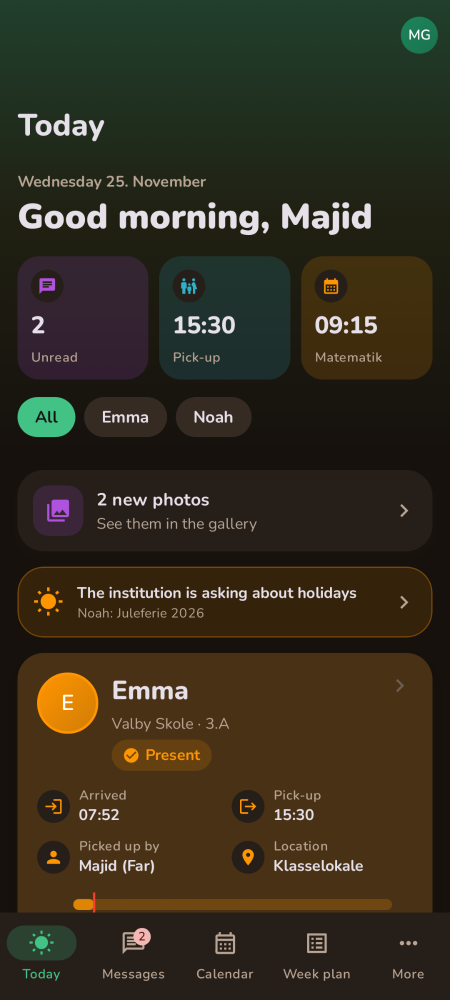 MG
Today
Wednesday 25. November
Good morning, Majid
2
Unread
15:30
Pick-up
09:15
Matematik
All
Emma
Noah
2 new photos
See them in the gallery
The institution is asking about holidays
Noah: Juleferie 2026
E
Emma
Valby Skole · 3.A
Present
Arrived
07:52
Pick-up
15:30
Picked up by
Majid (Far)
Location
Klasselokale
2
Today
Messages
Calendar
Week plan
More